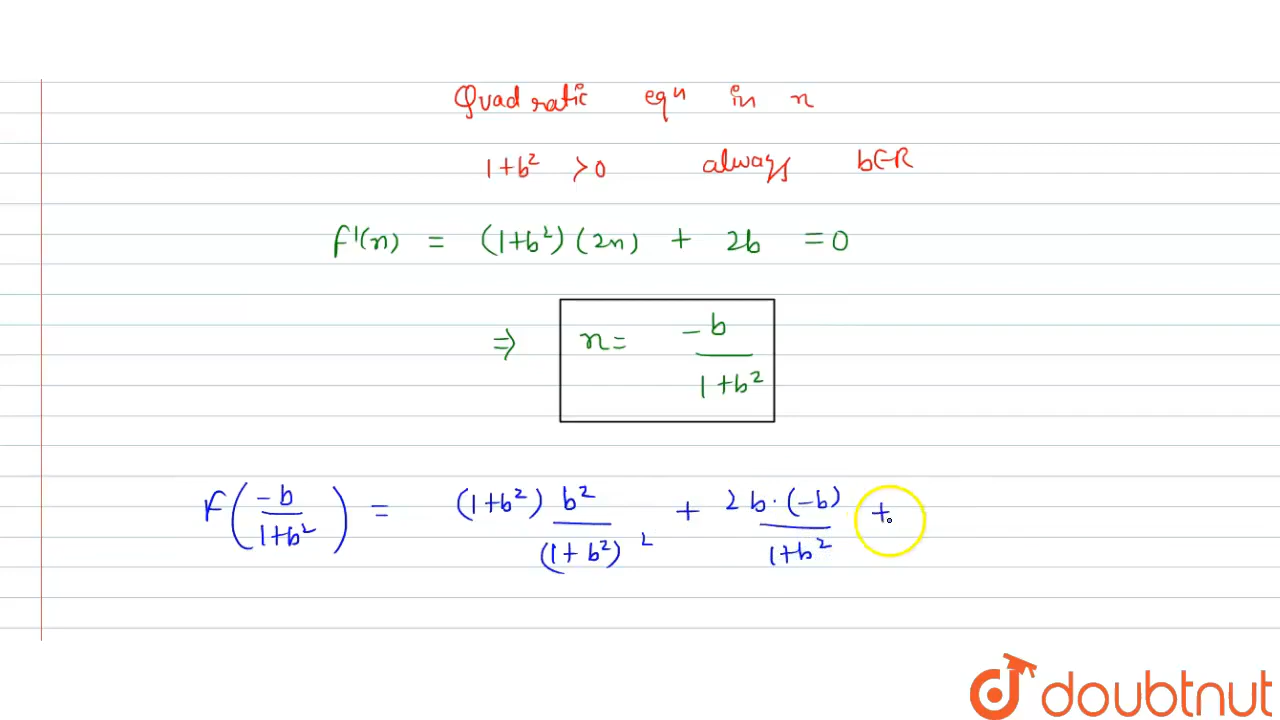 Quadratic eqn in x
1+b² >0 always b∈R
f'(x) = (1+b²)(2x) + 2b =0
⇒ x= -b/(1+b²)
f(-b/(1+b²)) = (1+b²) b²/(1+b²)² + 2b·(-b)/(1+b²) +
doubtnut